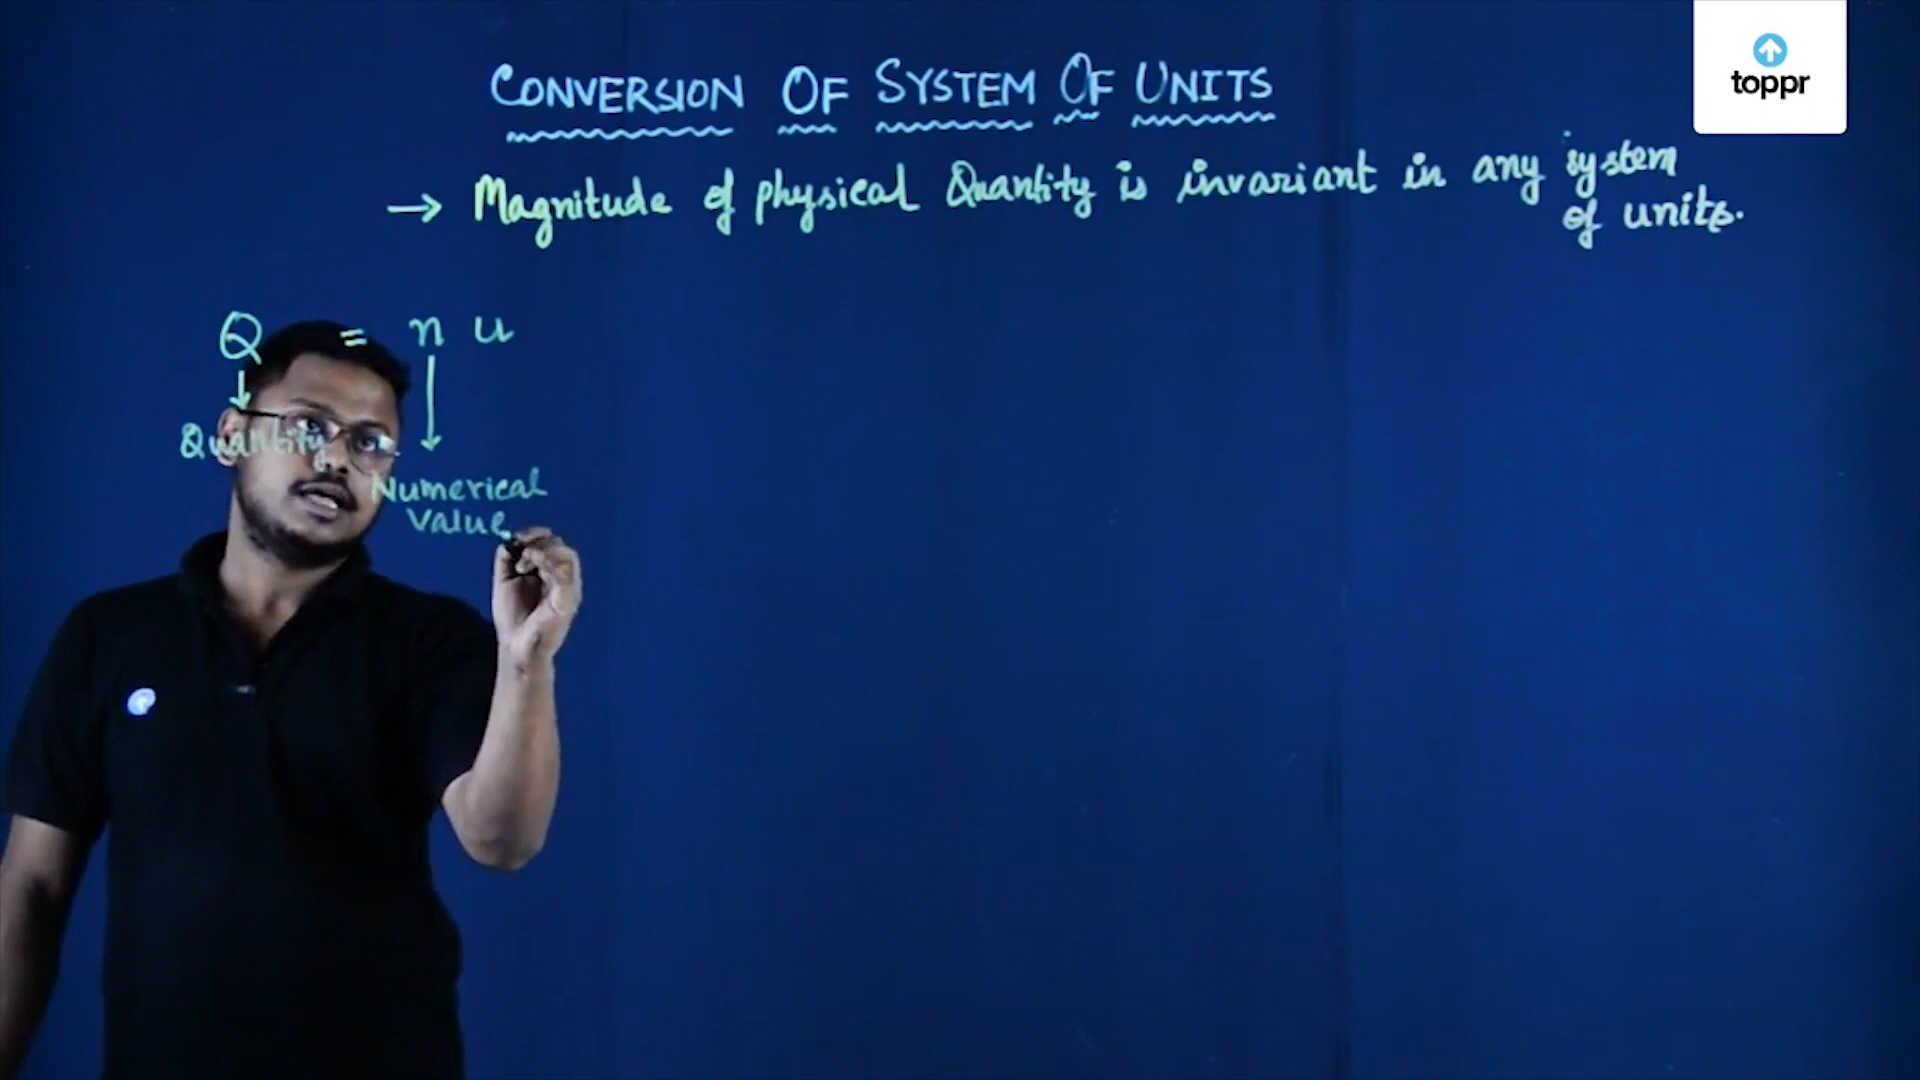 toppr
CONVERSION OF SYSTEM OF UNITS
→ Magnitude of physical Quantity is invariant in any system
of units.
Q = n u
↓ ↓
Quantity
Numerical
Value